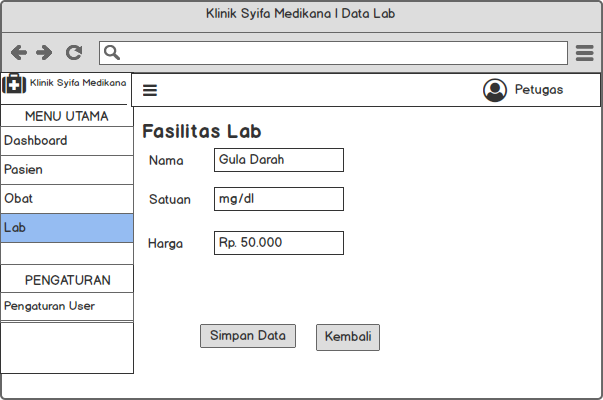 Klinik Syifa Medikana | Data Lab
Klinik Syifa Medikana
Petugas
MENU UTAMA
Dashboard
Pasien
Obat
Lab
PENGATURAN
Pengaturan User
Fasilitas Lab
Nama
Gula Darah
Satuan
mg/dl
Harga
Rp. 50.000
Simpan Data
Kembali